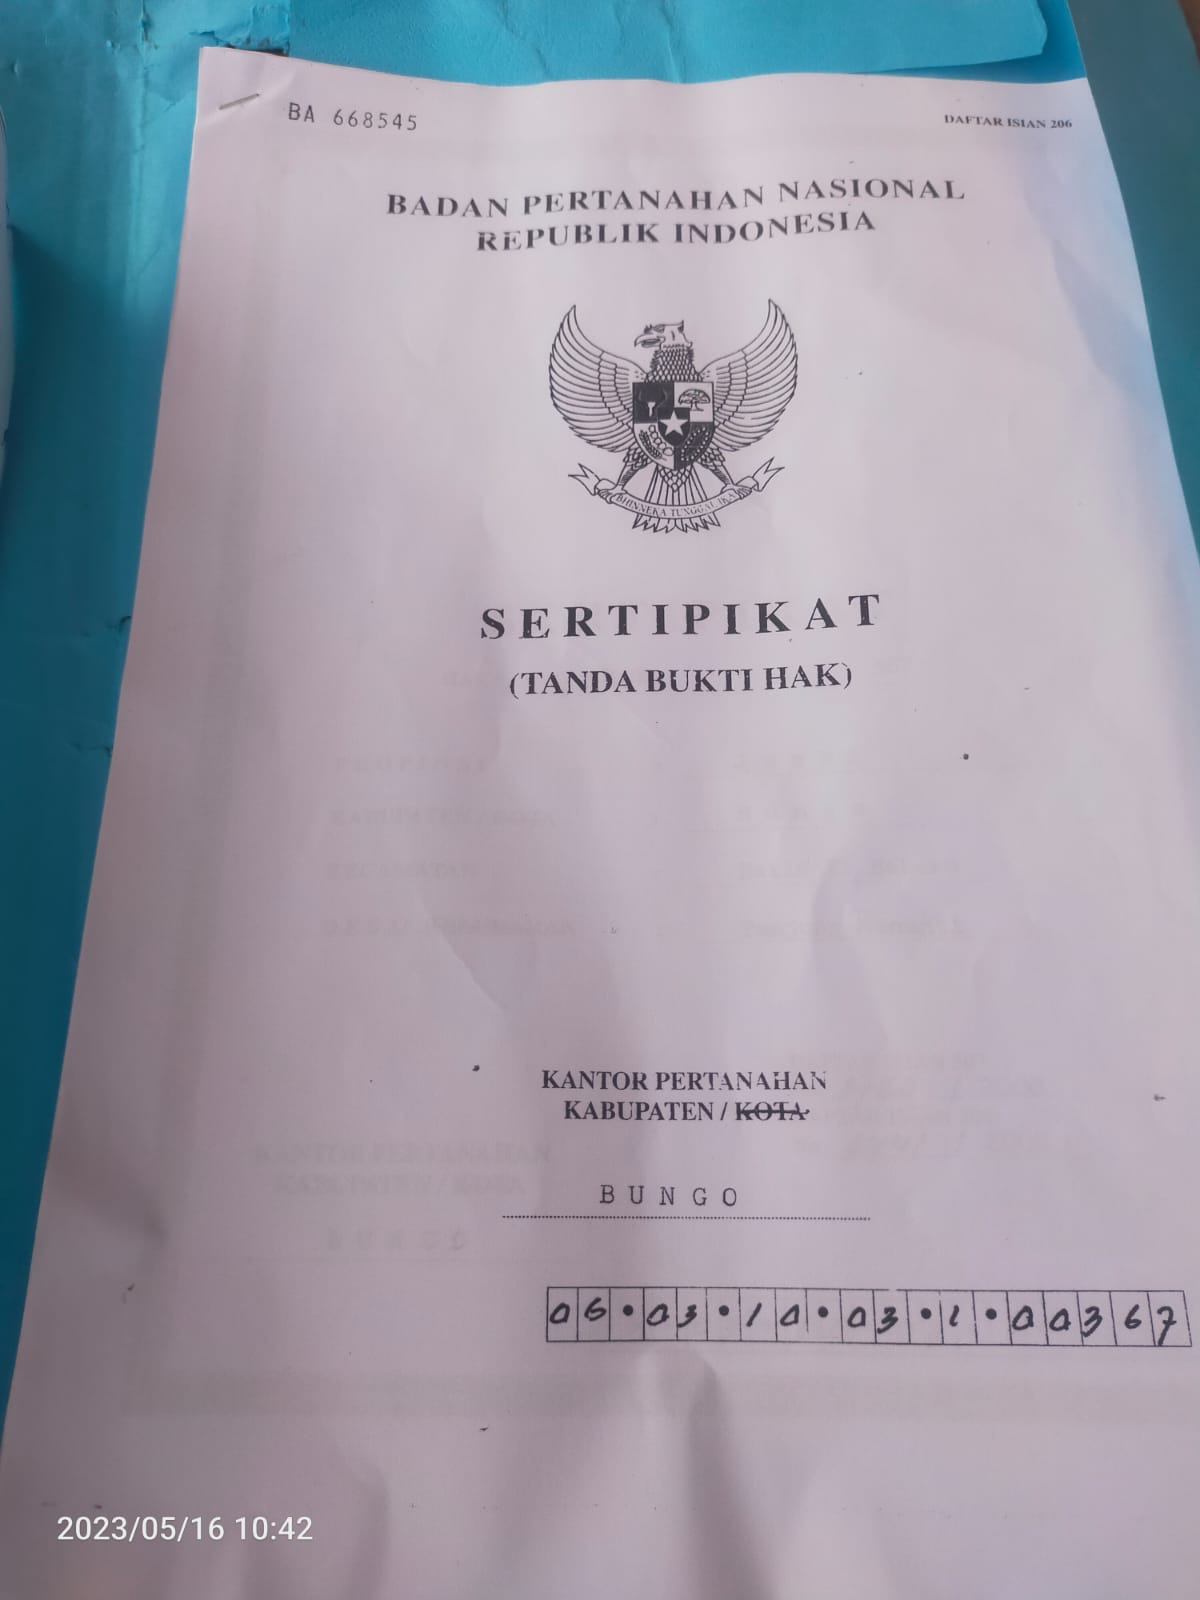 BA 668545
DAFTAR ISIAN 206
BADAN PERTANAHAN NASIONAL
REPUBLIK INDONESIA
BHINNEKA TUNGGAL IKA
SERTIPIKAT
(TANDA BUKTI HAK)
KANTOR PERTANAHAN
KABUPATEN / KOTA
BUNGO
06.03.10.03.1.00367
2023/05/16 10:42